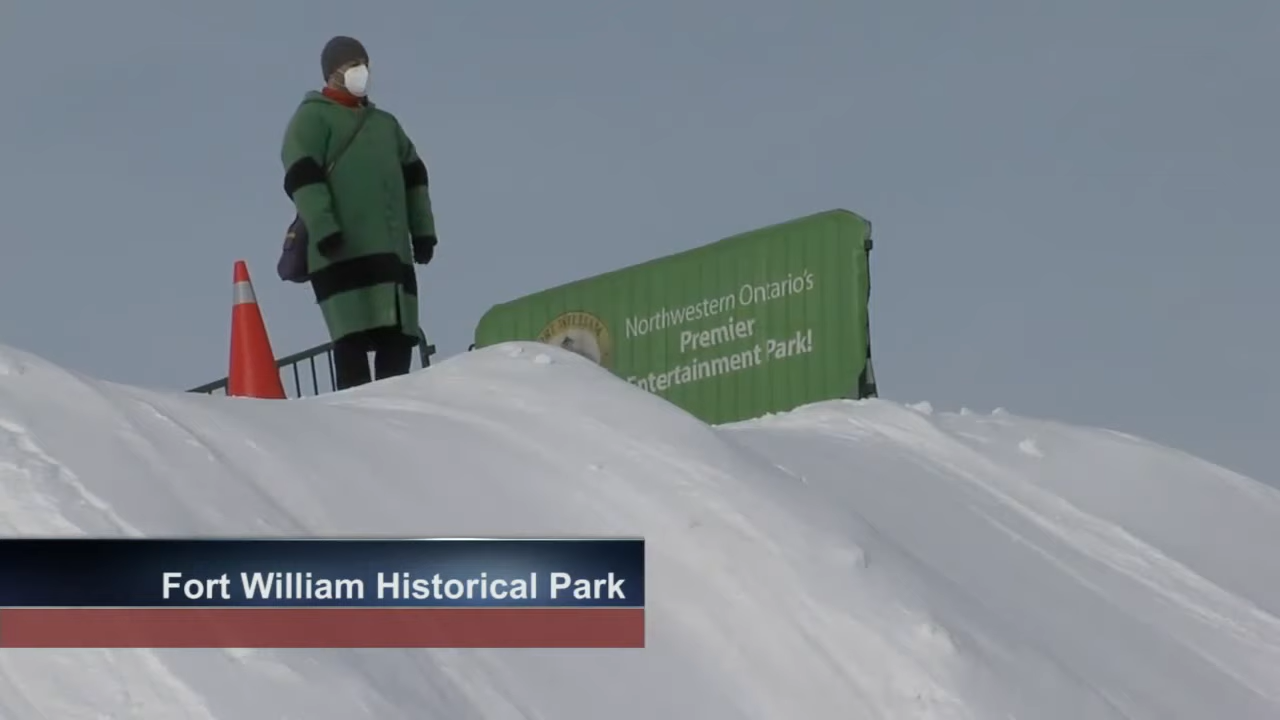 Northwestern Ontario's
Premier
Entertainment Park!
Fort William Historical Park